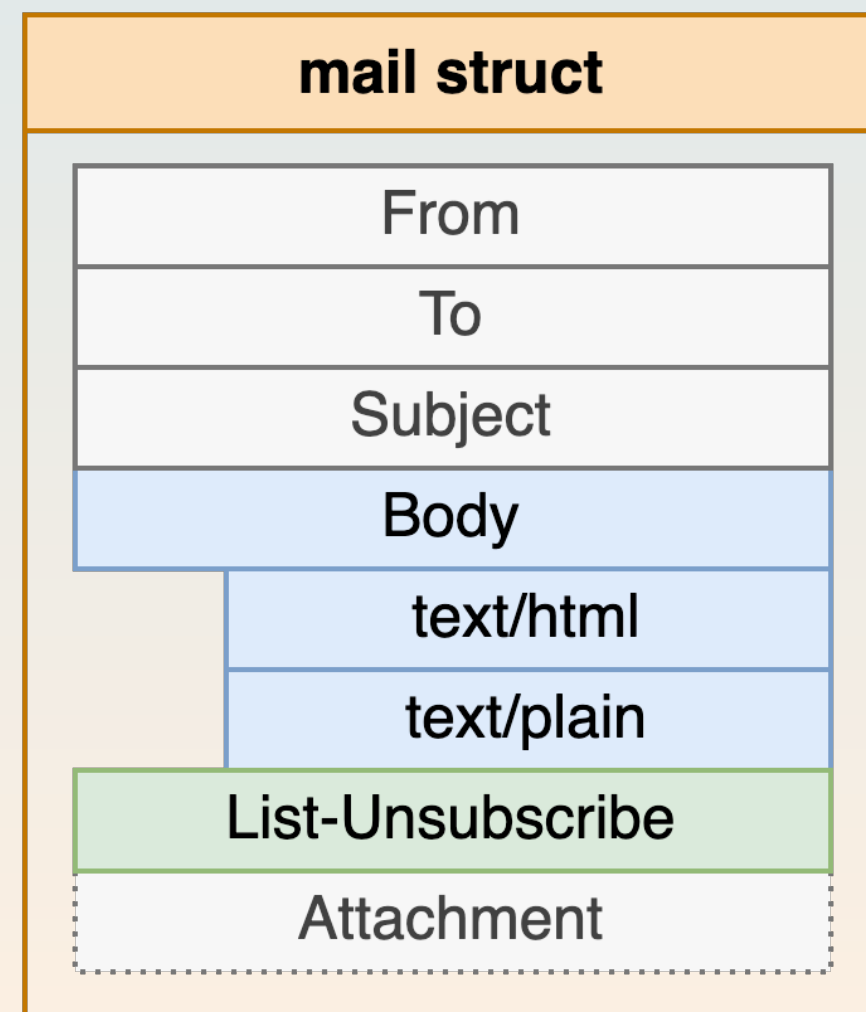 mail struct
From
To
Subject
Body
text/html
text/plain
List-Unsubscribe
Attachment